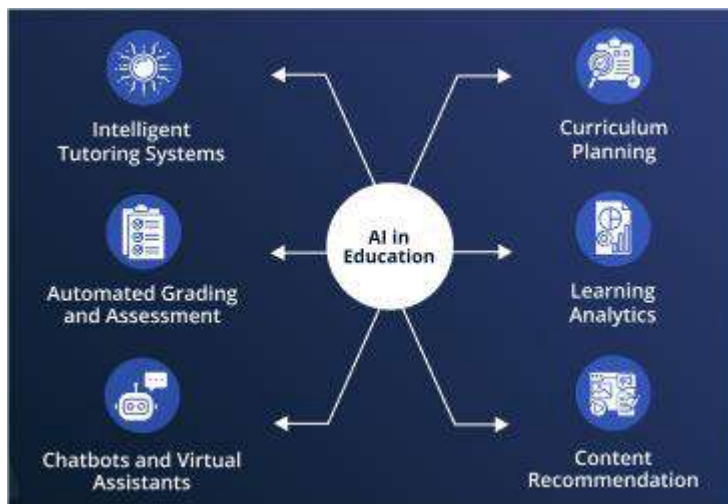 Intelligent
Tutoring Systems
Curriculum
Planning
AI in
Education
Automated Grading
and Assessment
Learning
Analytics
Chatbots and Virtual
Assistants
Content
Recommendation